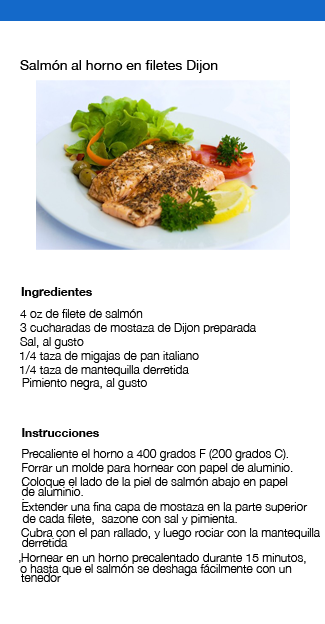 Salmón al horno en filetes Dijon
Ingredientes
4 oz de filete de salmón
3 cucharadas de mostaza de Dijon preparada
Sal, al gusto
1/4 taza de migajas de pan italiano
1/4 taza de mantequilla derretida
Pimiento negra, al gusto
Instrucciones
Precaliente el horno a 400 grados F (200 grados C).
Forrar un molde para hornear con papel de aluminio.
Coloque el lado de la piel de salmón abajo en papel
de aluminio.
Extender una fina capa de mostaza en la parte superior
de cada filete, sazone con sal y pimienta.
Cubra con el pan rallado, y luego rociar con la mantequilla
derretida
,Hornear en un horno precalentado durante 15 minutos,
o hasta que el salmón se deshaga fácilmente con un
tenedor